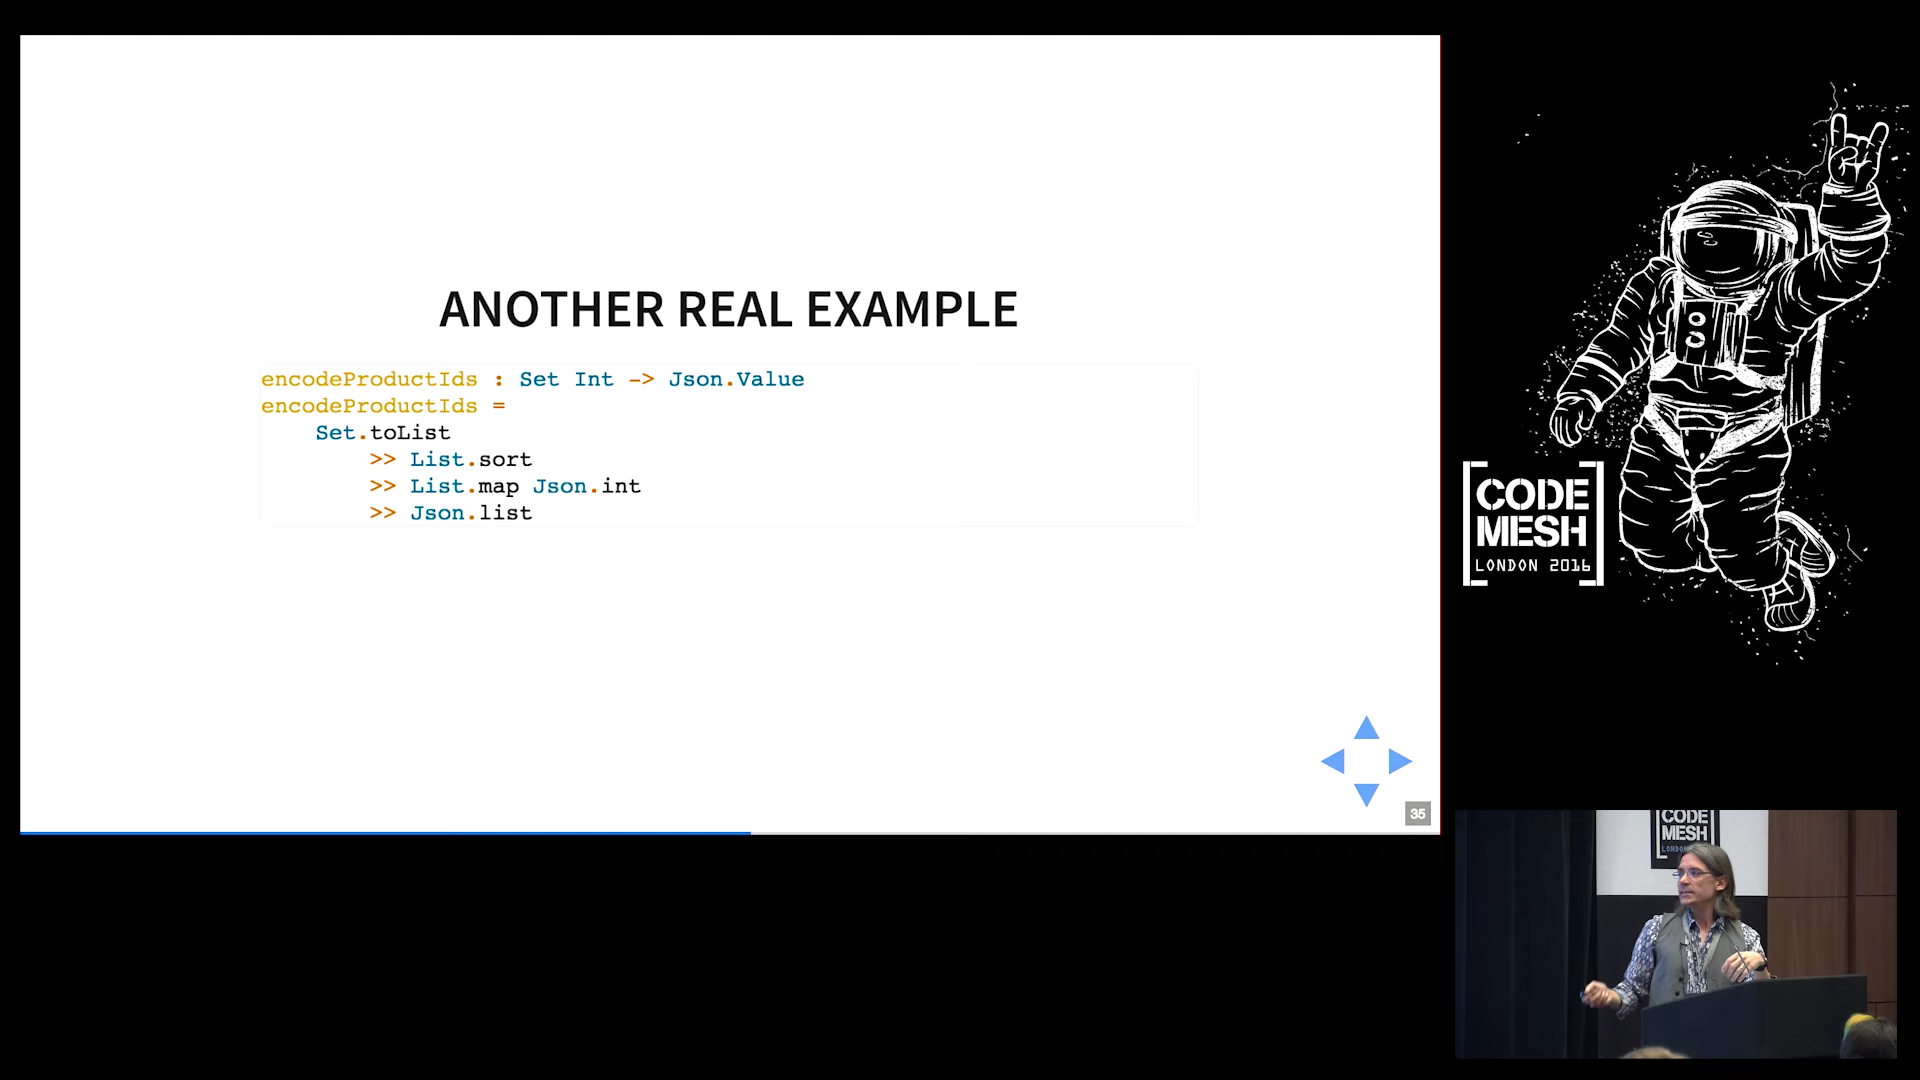 ANOTHER REAL EXAMPLE
encodeProductIds : Set Int -> Json.Value
encodeProductIds =
    Set.toList
        >> List.sort
        >> List.map Json.int
        >> Json.list
35
CODE
MESH
LONDON 2016
CODE
MESH